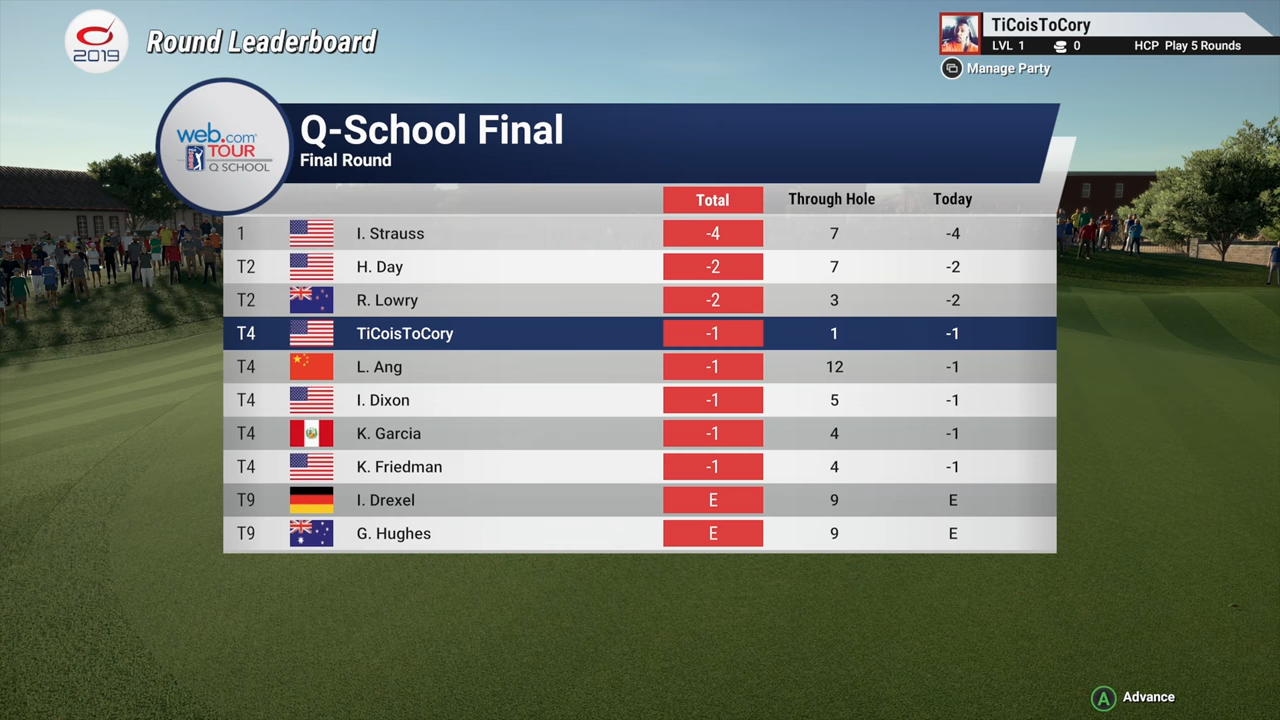 2019
Round Leaderboard
TiCoisToCory
LVL 1 0 HCP Play 5 Rounds
Manage Party
web.com
TOUR
Q SCHOOL
Q-School Final
Final Round
Total Through Hole Today
1 I. Strauss -4 7 -4
T2 H. Day -2 7 -2
T2 R. Lowry -2 3 -2
T4 TiCoisToCory -1 1 -1
T4 L. Ang -1 12 -1
T4 I. Dixon -1 5 -1
T4 K. Garcia -1 4 -1
T4 K. Friedman -1 4 -1
T9 I. Drexel E 9 E
T9 G. Hughes E 9 E
A Advance